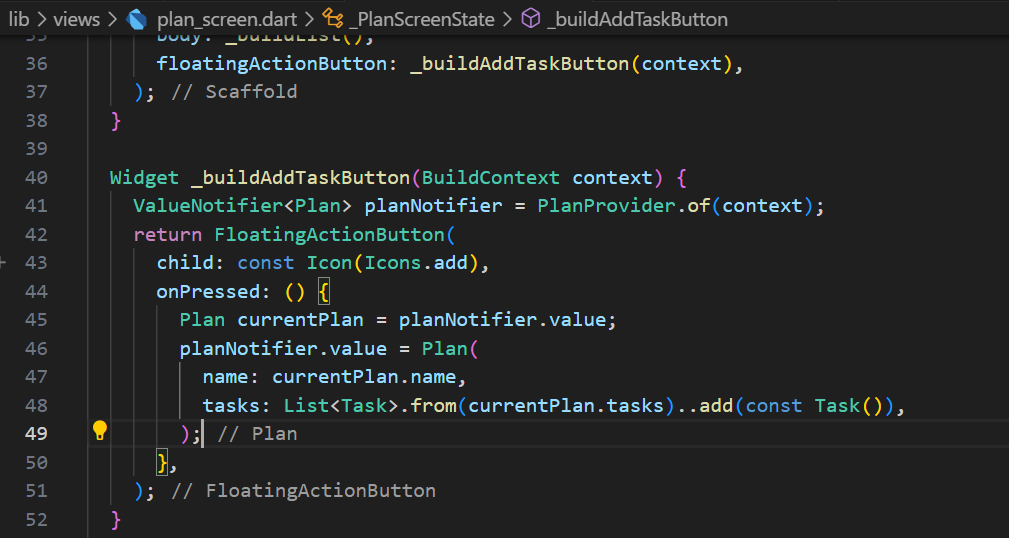 lib > views > plan_screen.dart > _PlanScreenState > _buildAddTaskButton
35 body: _buildList(),
36 floatingActionButton: _buildAddTaskButton(context),
37 ); // Scaffold
38 }
39
40 Widget _buildAddTaskButton(BuildContext context) {
41 ValueNotifier<Plan> planNotifier = PlanProvider.of(context);
42 return FloatingActionButton(
43 child: const Icon(Icons.add),
44 onPressed: () {
45 Plan currentPlan = planNotifier.value;
46 planNotifier.value = Plan(
47 name: currentPlan.name,
48 tasks: List<Task>.from(currentPlan.tasks)..add(const Task()),
49 ); // Plan
50 },
51 ); // FloatingActionButton
52 }